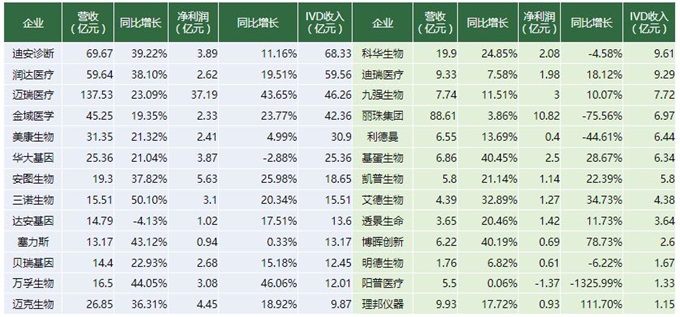 企业 营收（亿元） 同比增长 净利润（亿元） 同比增长 IVD收入（亿元） 企业 营收（亿元） 同比增长 净利润（亿元） 同比增长 IVD收入（亿元）
迪安诊断 69.67 39.22% 3.89 11.16% 68.33 科华生物 19.9 24.85% 2.08 -4.58% 9.61
润达医疗 59.64 38.10% 2.62 19.51% 59.56 迪瑞医疗 9.33 7.58% 1.98 18.12% 9.29
迈瑞医疗 137.53 23.09% 37.19 43.65% 46.26 九强生物 7.74 11.51% 3 10.07% 7.72
金域医学 45.25 19.35% 2.33 23.77% 42.36 丽珠集团 88.61 3.86% 10.82 -75.56% 6.97
美康生物 31.35 21.32% 2.41 4.99% 30.9 利德曼 6.55 13.69% 0.4 -44.61% 6.44
华大基因 25.36 21.04% 3.87 -2.88% 25.36 基蛋生物 6.86 40.45% 2.5 28.67% 6.34
安图生物 19.3 37.82% 5.63 25.98% 18.65 凯普生物 5.8 21.14% 1.14 22.39% 5.8
三诺生物 15.51 50.10% 3.1 20.34% 15.51 艾德生物 4.39 32.89% 1.27 34.73% 4.38
达安基因 14.79 -4.13% 1.02 17.51% 13.6 透景生命 3.65 20.46% 1.42 11.73% 3.64
塞力斯 13.17 43.12% 0.94 0.33% 13.17 博晖创新 6.22 40.19% 0.69 78.73% 2.6
贝瑞基因 14.4 22.93% 2.68 15.18% 12.45 明德生物 1.76 6.82% 0.61 -6.22% 1.67
万孚生物 16.5 44.05% 3.08 46.06% 12.01 阳普医疗 5.5 0.06% -1.37 -1325.99% 1.33
迈克生物 26.85 36.31% 4.45 18.92% 9.87 理邦仪器 9.93 17.72% 0.93 111.70% 1.15